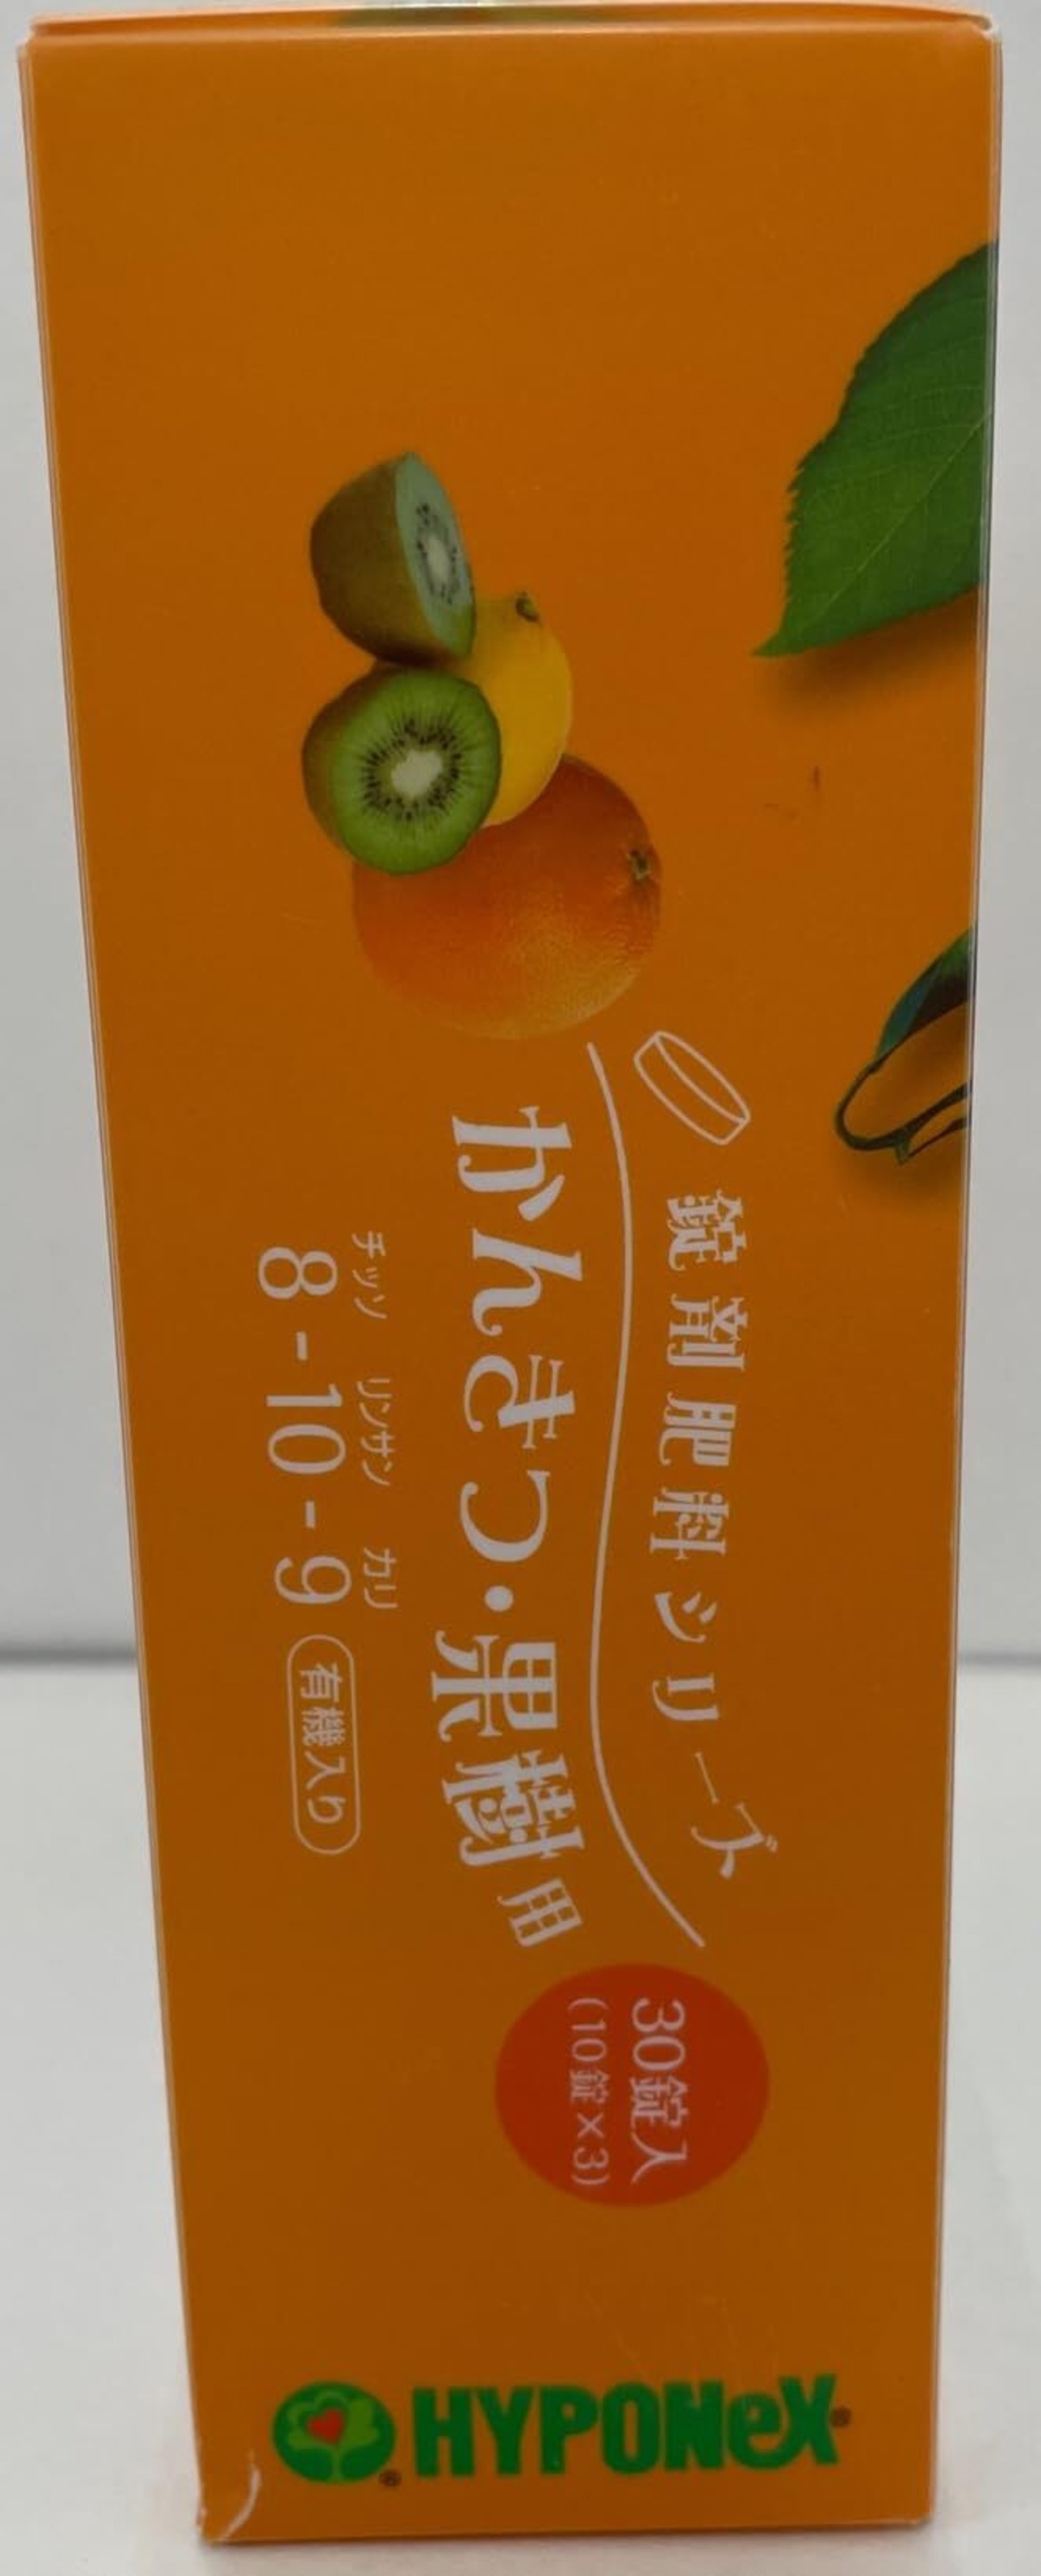 錠剤肥料シリーズ
かんきつ・果樹用
チッソ リンサン カリ
8-10-9 有機入り
30錠入
(10錠×3)
® HYPONeX®